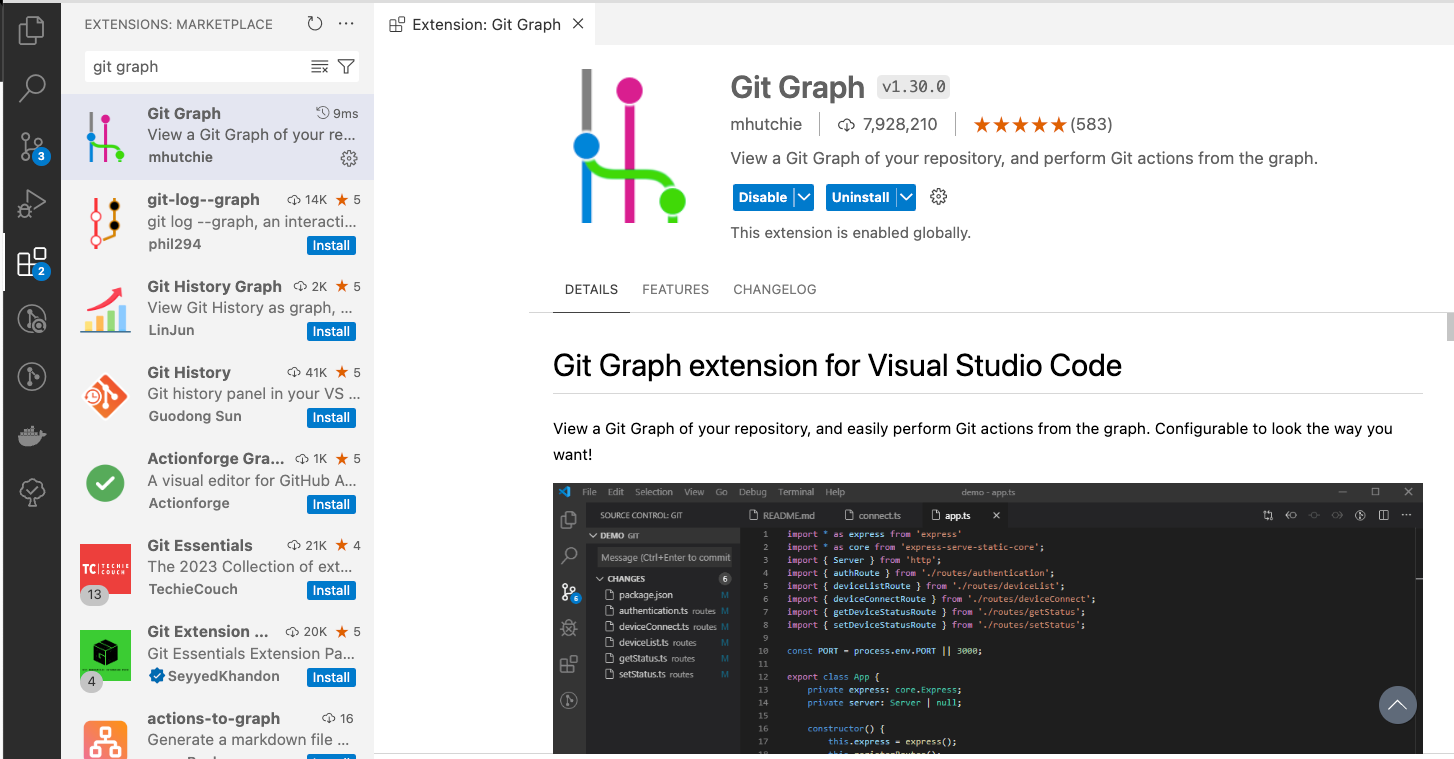 EXTENSIONS: MARKETPLACE
git graph
Git Graph 9ms
View a Git Graph of your re...
mhutchie
git-log--graph 14K 5
git log --graph, an interacti...
phil294 Install
Git History Graph 2K 5
View Git History as graph, ...
LinJun Install
Git History 41K 5
Git history panel in your VS ...
Guodong Sun Install
Actionforge Gra... 1K 5
A visual editor for GitHub A...
Actionforge Install
Git Essentials 21K 4
The 2023 Collection of ext...
TechieCouch Install
TC TECHIE COUCH
13
Git Extension ... 20K 5
Git Essentials Extension Pa...
SeyyedKhandon Install
4
actions-to-graph 16
Generate a markdown file ...
3
2
Extension: Git Graph
Git Graph v1.30.0
mhutchie 7,928,210 (583)
View a Git Graph of your repository, and perform Git actions from the graph.
Disable Uninstall
This extension is enabled globally.
DETAILS FEATURES CHANGELOG
Git Graph extension for Visual Studio Code
View a Git Graph of your repository, and easily perform Git actions from the graph. Configurable to look the way you
want!
File Edit Selection View Go Debug Terminal Help demo - app.ts
SOURCE CONTROL: GIT
DEMO GIT
Message (Ctrl+Enter to commit
CHANGES 6
package.json M
authentication.ts routes M
deviceConnect.ts routes M
deviceList.ts routes M
getStatus.ts routes M
setStatus.ts routes M
6
README.md connect.ts app.ts
1 import * as express from 'express'
2 import * as core from 'express-serve-static-core';
3 import { Server } from 'http';
4 import { authRoute } from './routes/authentication';
5 import { deviceListRoute } from './routes/deviceList';
6 import { deviceConnectRoute } from './routes/deviceConnect';
7 import { getDeviceStatusRoute } from './routes/getStatus';
8 import { setDeviceStatusRoute } from './routes/setStatus';
9
10 const PORT = process.env.PORT || 3000;
11
12 export class App {
13 private express: core.Express;
14 private server: Server | null;
15
16 constructor() {
17 this.express = express();